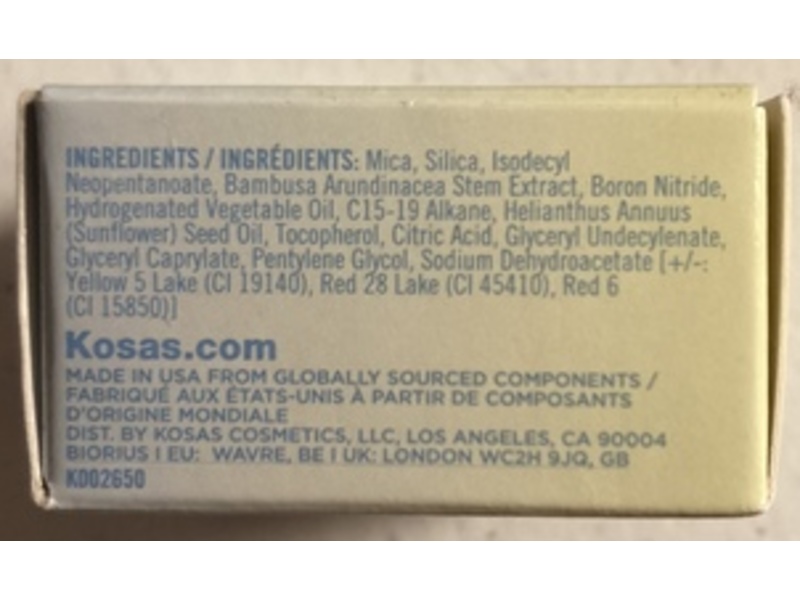 INGREDIENTS / INGRÉDIENTS: Mica, Silica, Isodecyl
Neopentanoate, Bambusa Arundinacea Stem Extract, Boron Nitride,
Hydrogenated Vegetable Oil, C15-19 Alkane, Helianthus Annuus
(Sunflower) Seed Oil, Tocopherol, Citric Acid, Glyceryl Undecylenate,
Glyceryl Caprylate, Pentylene Glycol, Sodium Dehydroacetate [+/-:
Yellow 5 Lake (CI 19140), Red 28 Lake (CI 45410), Red 6
(CI 15850)]
Kosas.com
MADE IN USA FROM GLOBALLY SOURCED COMPONENTS /
FABRIQUÉ AUX ÉTATS-UNIS À PARTIR DE COMPOSANTS
D'ORIGINE MONDIALE
DIST. BY KOSAS COSMETICS, LLC, LOS ANGELES, CA 90004
BIORIUS | EU: WAVRE, BE | UK: LONDON WC2H 9JQ, GB
KD02650